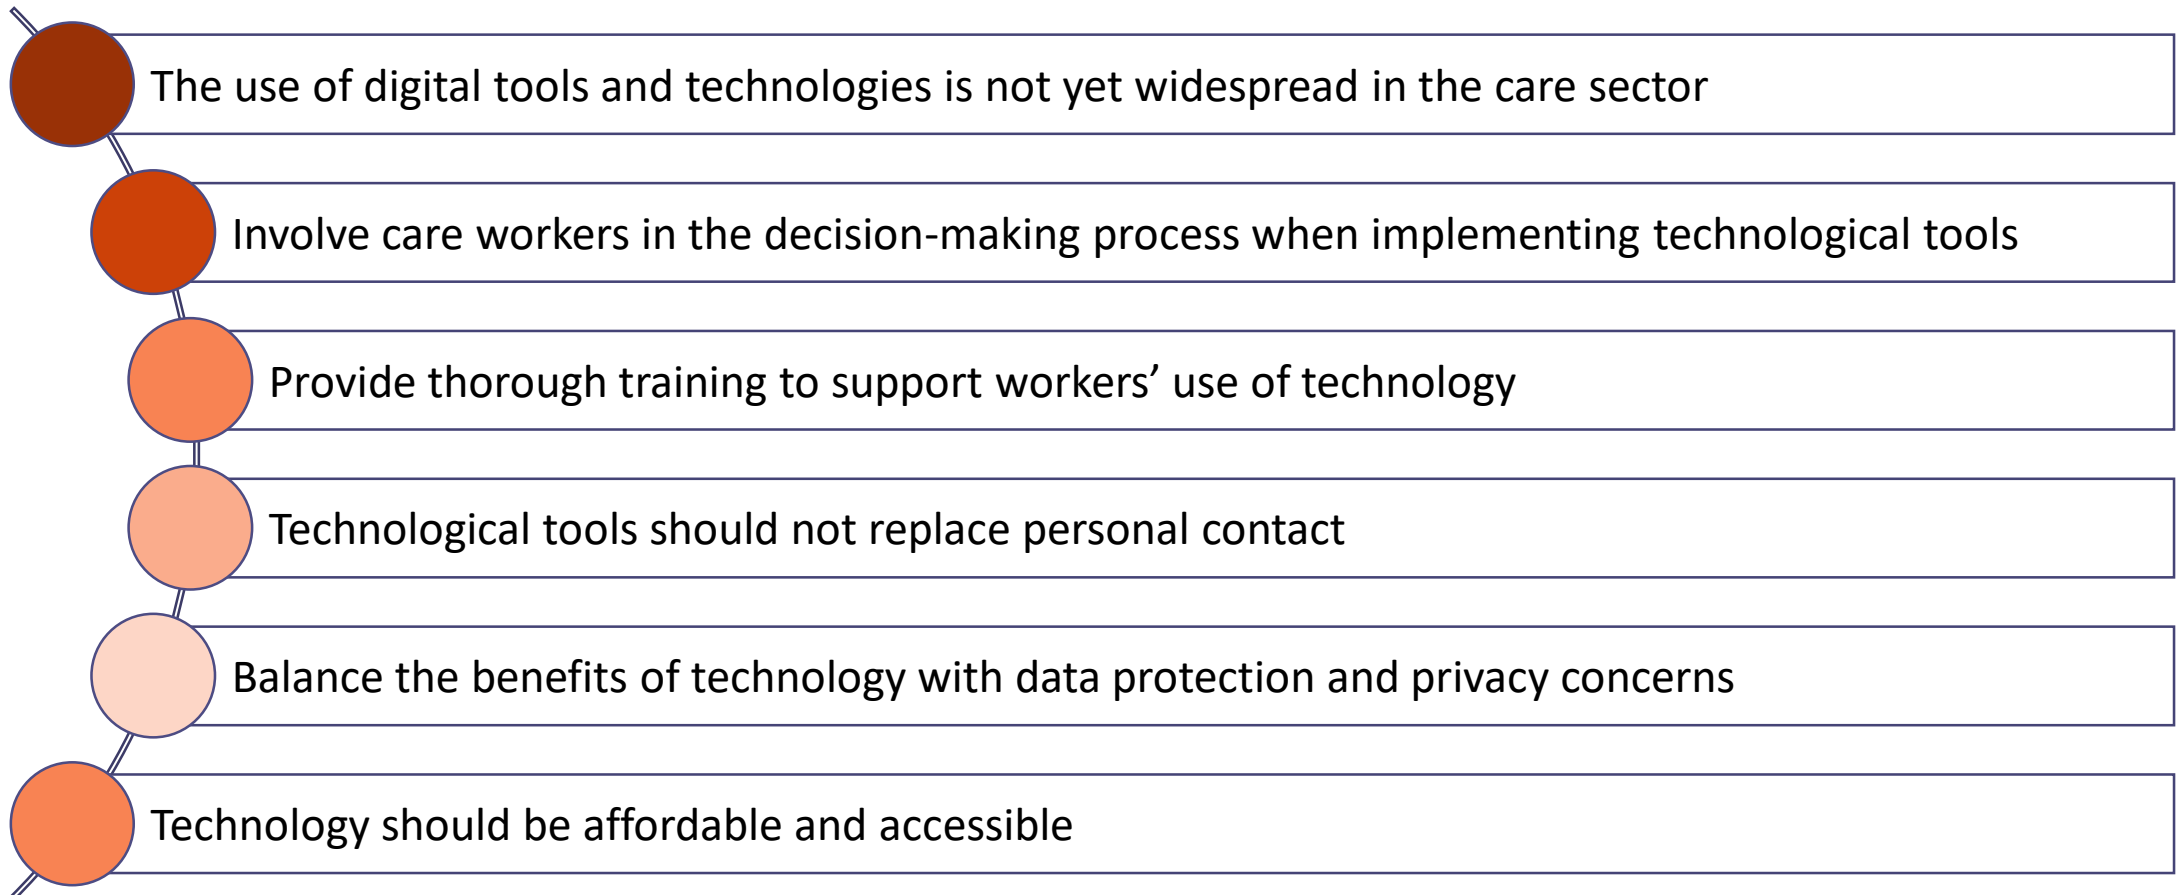 The use of digital tools and technologies is not yet widespread in the care sector
Involve care workers in the decision-making process when implementing technological tools
Provide thorough training to support workers’ use of technology
Technological tools should not replace personal contact
Balance the benefits of technology with data protection and privacy concerns
Technology should be affordable and accessible